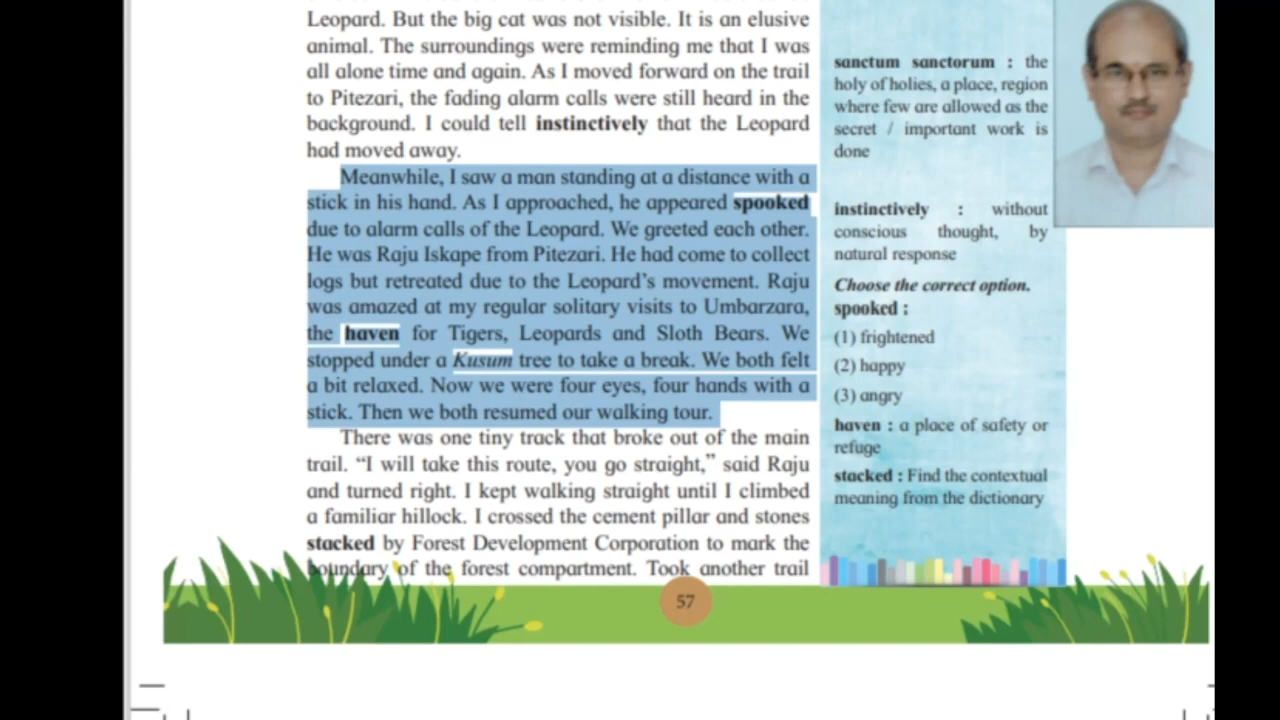 Leopard. But the big cat was not visible. It is an elusive
animal. The surroundings were reminding me that I was
all alone time and again. As I moved forward on the trail
to Pitezari, the fading alarm calls were still heard in the
background. I could tell instinctively that the Leopard
had moved away.
Meanwhile, I saw a man standing at a distance with a
stick in his hand. As I approached, he appeared spooked
due to alarm calls of the Leopard. We greeted each other.
He was Raju Iskape from Pitezari. He had come to collect
logs but retreated due to the Leopard's movement. Raju
was amazed at my regular solitary visits to Umbarzara,
the haven for Tigers, Leopards and Sloth Bears. We
stopped under a Kusum tree to take a break. We both felt
a bit relaxed. Now we were four eyes, four hands with a
stick. Then we both resumed our walking tour.
There was one tiny track that broke out of the main
trail. “I will take this route, you go straight,” said Raju
and turned right. I kept walking straight until I climbed
a familiar hillock. I crossed the cement pillar and stones
stacked by Forest Development Corporation to mark the
boundary of the forest compartment. Took another trail
sanctum sanctorum : the
holy of holies, a place, region
where few are allowed as the
secret / important work is
done
instinctively : without
conscious thought, by
natural response
Choose the correct option.
spooked :
(1) frightened
(2) happy
(3) angry
haven : a place of safety or
refuge
stacked : Find the contextual
meaning from the dictionary
57